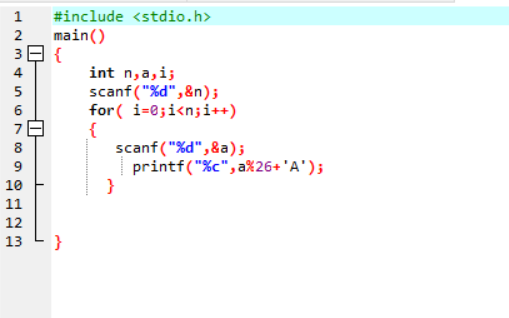 1 #include <stdio.h>
2 main()
3 {
4 int n,a,i;
5 scanf("%d",&n);
6 for( i=0;i<n;i++)
7 {
8 scanf("%d",&a);
9 printf("%c",a%26+'A');
10 }
11
12
13 }